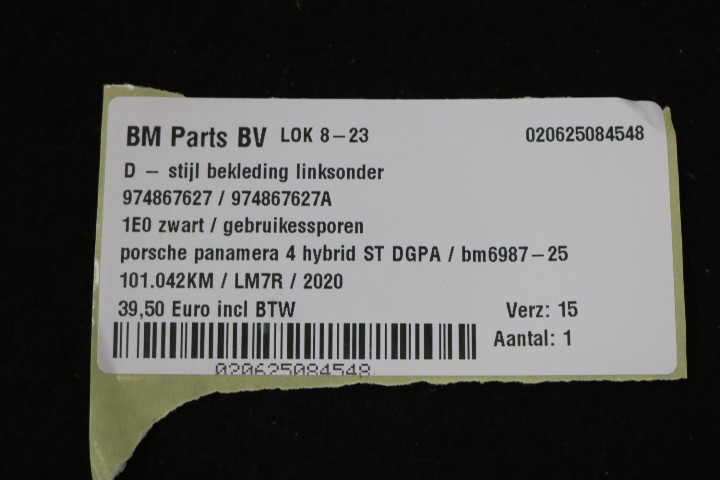 BM Parts BV LOK 8-23 020625084548
D - stijl bekleding linksonder
974867627 / 974867627A
1E0 zwart / gebruikessporen
porsche panamera 4 hybrid ST DGPA / bm6987-25
101.042KM / LM7R / 2020
39,50 Euro incl BTW Verz: 15
Aantal: 1
020625084548